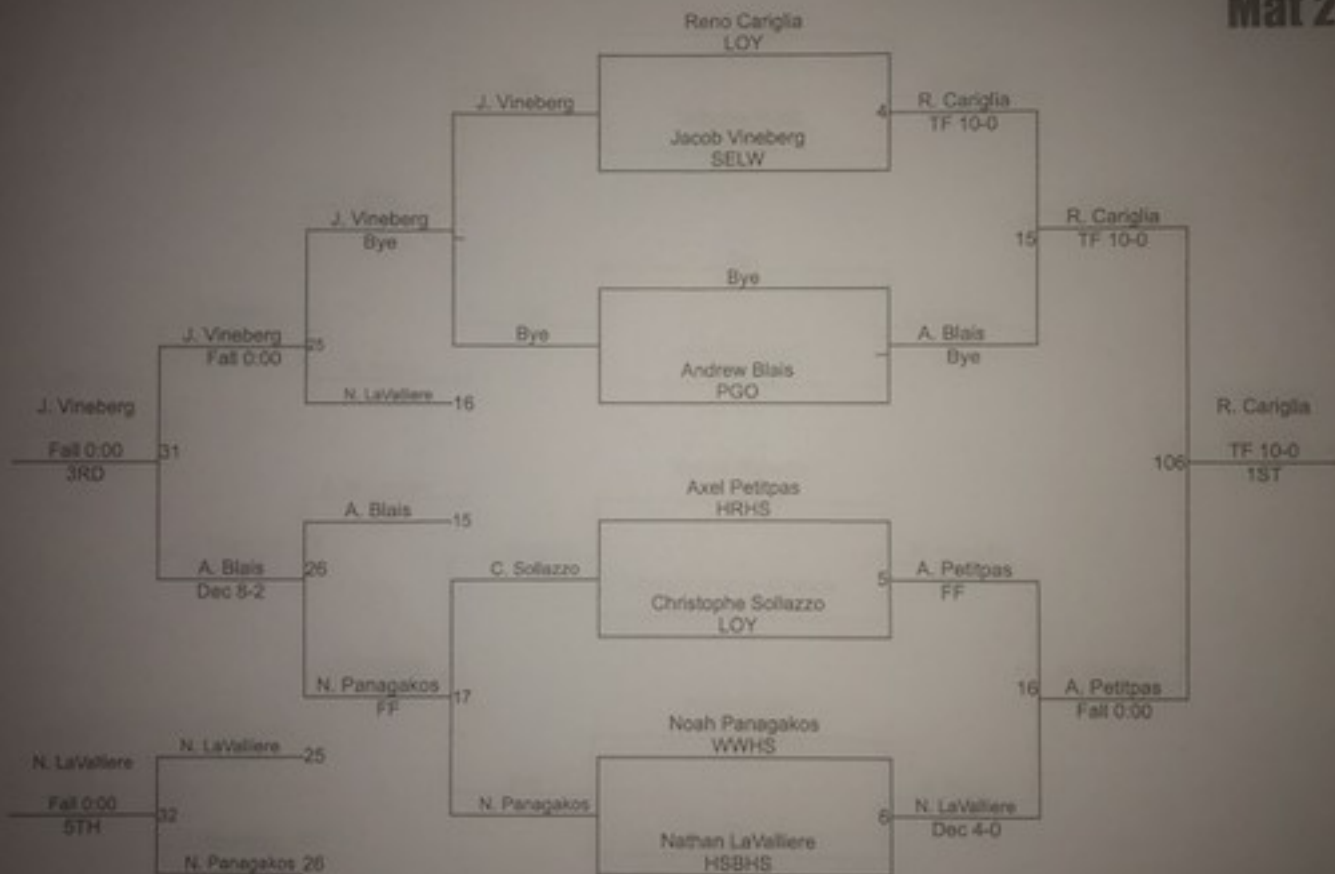 Mat 2
Reno Cariglia
LOY
J. Vineberg
4
R. Cariglia
TF 10-0
Jacob Vineberg
SELW
J. Vineberg
Bye
R. Cariglia
15
TF 10-0
Bye
J. Vineberg
25
Fall 0:00
Bye
A. Blais
Bye
Andrew Blais
PGO
N. LaValliere
16
J. Vineberg
R. Cariglia
Fall 0:00
31
3RD
106
TF 10-0
1ST
Axel Petitpas
HRHS
A. Blais
15
A. Blais
26
Dec 8-2
C. Sollazzo
5
A. Petitpas
FF
Christophe Sollazzo
LOY
N. Panagakos
17
FF
16
A. Petitpas
Fall 0:00
Noah Panagakos
WWHS
N. LaValliere
25
N. LaValliere
Fall 0:00
32
5TH
N. Panagakos
6
N. LaValliere
Dec 4-0
Nathan LaValliere
HSBHS
N. Panagakos 26